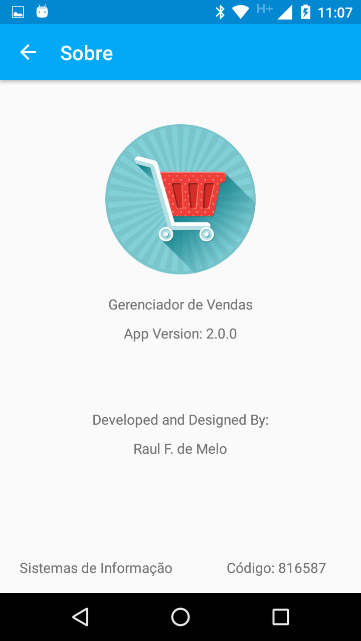 H+ 11:07
Sobre
Gerenciador de Vendas
App Version: 2.0.0
Developed and Designed By:
Raul F. de Melo
Sistemas de Informação Código: 816587